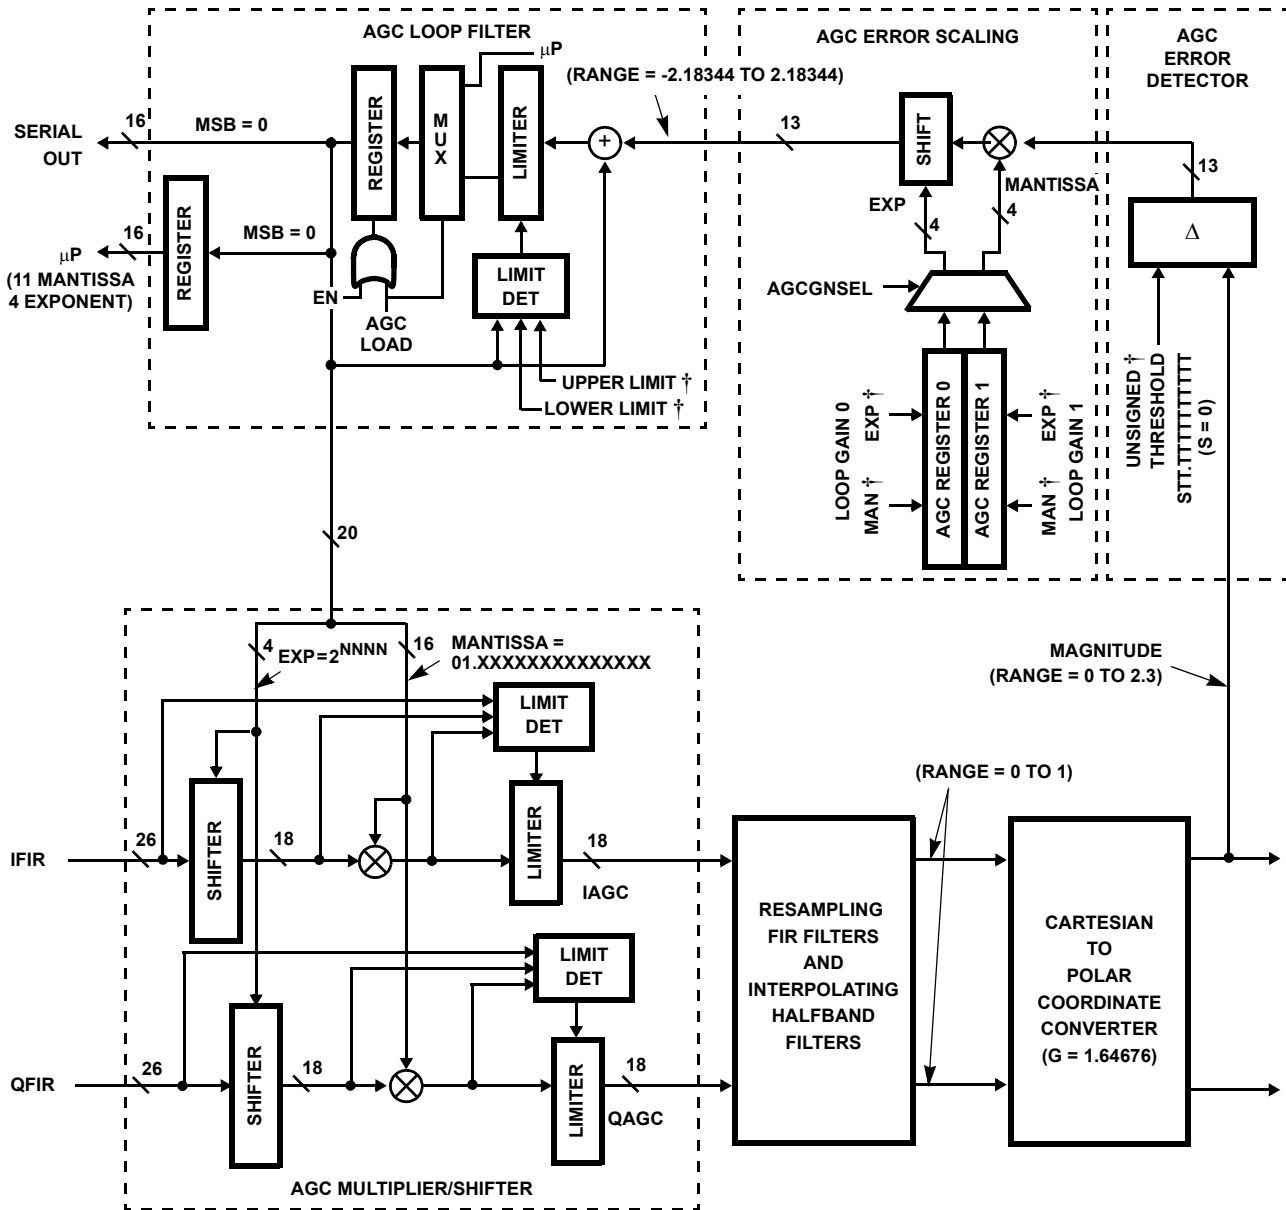 AGC LOOP FILTER
µP
16
MSB = 0
SERIAL
OUT
REGISTER
MUX
LIMITER
+
16
MSB = 0
µP
(11 MANTISSA
4 EXPONENT)
REGISTER
EN
AGC
LOAD
LIMIT
DET
UPPER LIMIT †
LOWER LIMIT †
(RANGE = -2.18344 TO 2.18344)
AGC ERROR SCALING
13
SHIFT
EXP
4
MANTISSA
4
AGCGNSEL
LOOP GAIN 0
EXP †
MAN †
AGC REGISTER 0
AGC REGISTER 1
EXP †
MAN †
LOOP GAIN 1
AGC
ERROR
DETECTOR
13
Δ
UNSIGNED †
THRESHOLD
STT.TTTTTTTTTT
(S = 0)
20
4
EXP=2^NNNN
16
MANTISSA =
01.XXXXXXXXXXXXXX
LIMIT
DET
IFIR
26
SHIFTER
18
LIMITER
18
IAGC
LIMIT
DET
QFIR
26
SHIFTER
18
LIMITER
18
QAGC
AGC MULTIPLIER/SHIFTER
MAGNITUDE
(RANGE = 0 TO 2.3)
(RANGE = 0 TO 1)
RESAMPLING
FIR FILTERS
AND
INTERPOLATING
HALFBAND
FILTERS
CARTESIAN
TO
POLAR
COORDINATE
CONVERTER
(G = 1.64676)